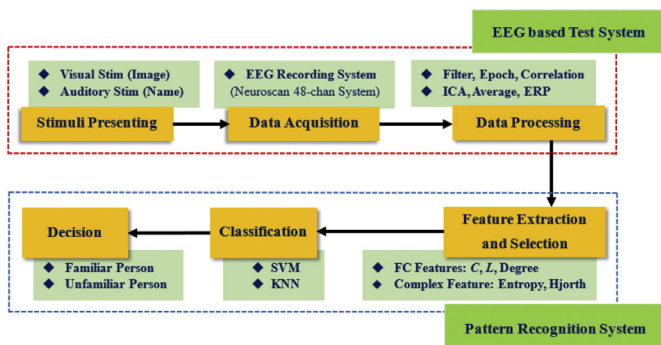 EEG based Test System
◆ Visual Stim (Image)
◆ Auditory Stim (Name)
Stimuli Presenting
◆ EEG Recording System
(Neuroscan 48-chan System)
Data Acquisition
◆ Filter, Epoch, Correlation
◆ ICA, Average, ERP
Data Processing
Feature Extraction
and Selection
◆ FC Features: C, L, Degree
◆ Complex Feature: Entropy, Hjorth
Classification
◆ SVM
◆ KNN
Decision
◆ Familiar Person
◆ Unfamiliar Person
Pattern Recognition System